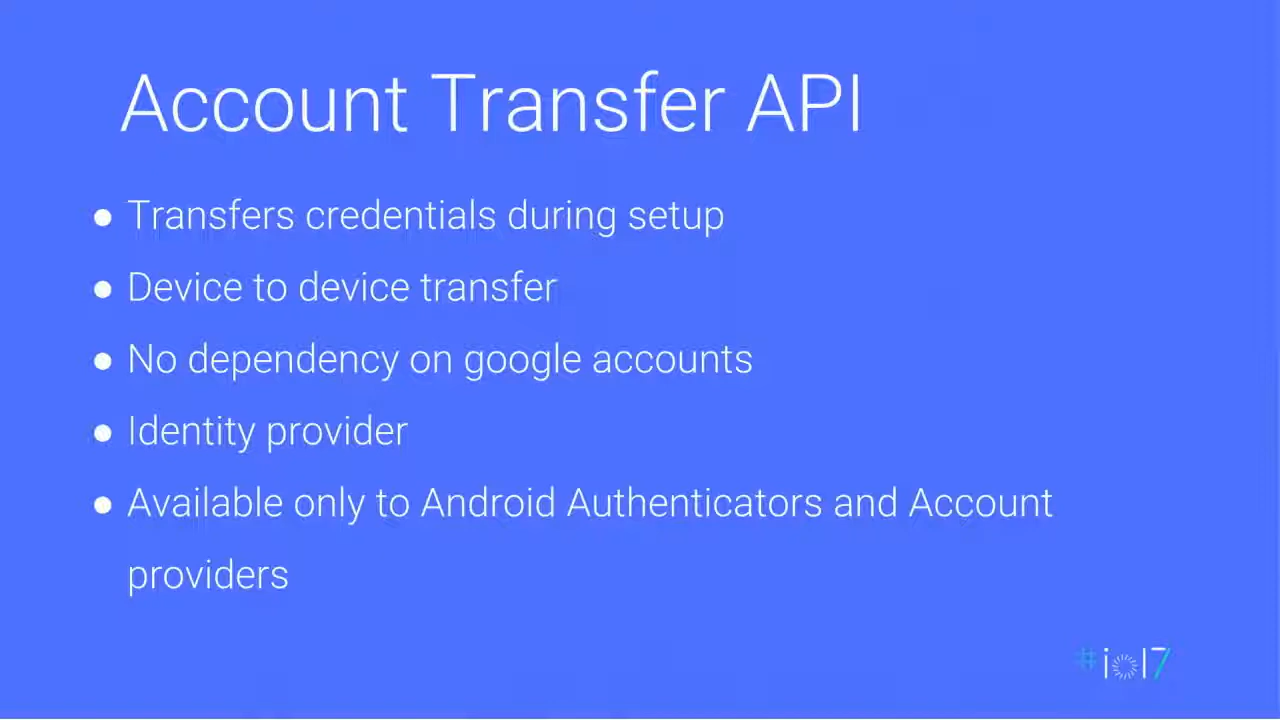 Account Transfer API
● Transfers credentials during setup
● Device to device transfer
● No dependency on google accounts
● Identity provider
● Available only to Android Authenticators and Account
providers
#io17